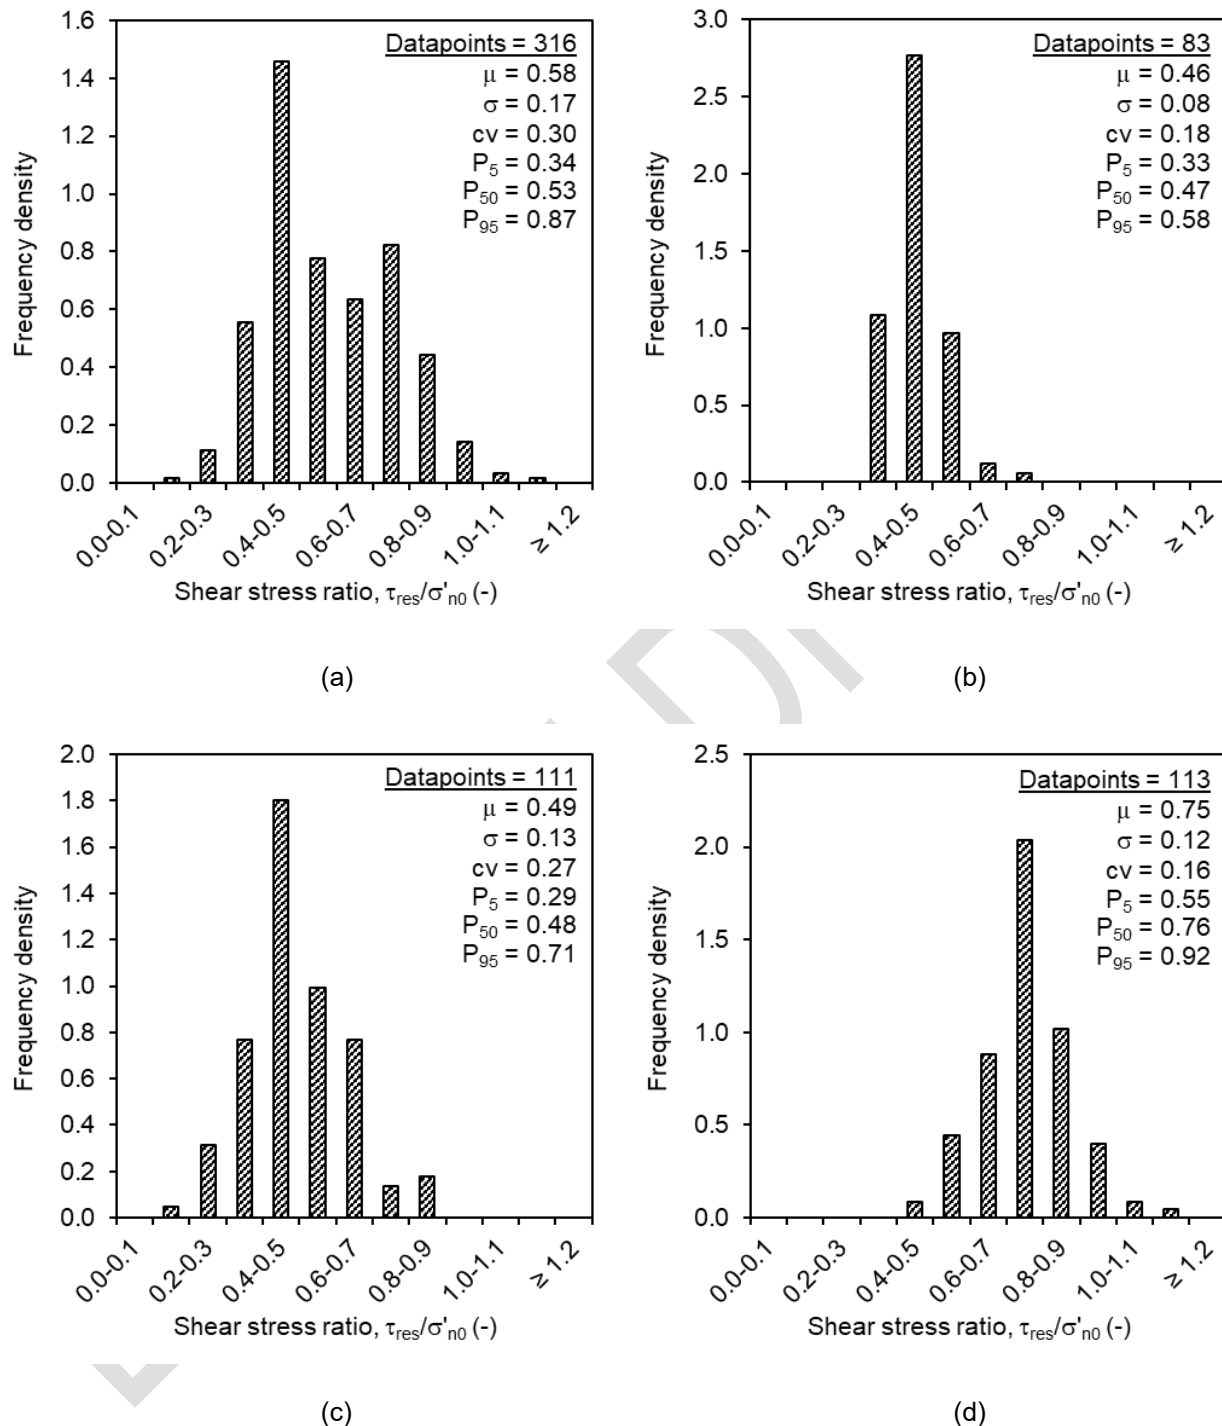 1.6
1.4
1.2
1.0
0.8
0.6
0.4
0.2
0.0
Frequency density
Datapoints = 316
μ = 0.58
σ = 0.17
cv = 0.30
P5 = 0.34
P50 = 0.53
P95 = 0.87
0.0-0.1
0.2-0.3
0.4-0.5
0.6-0.7
0.8-0.9
1.0-1.1
≥ 1.2
Shear stress ratio, τres/σ'n0 (-)
(a)
3.0
2.5
2.0
1.5
1.0
0.5
0.0
Frequency density
Datapoints = 83
μ = 0.46
σ = 0.08
cv = 0.18
P5 = 0.33
P50 = 0.47
P95 = 0.58
0.0-0.1
0.2-0.3
0.4-0.5
0.6-0.7
0.8-0.9
1.0-1.1
≥ 1.2
Shear stress ratio, τres/σ'n0 (-)
(b)
2.0
1.8
1.6
1.4
1.2
1.0
0.8
0.6
0.4
0.2
0.0
Frequency density
Datapoints = 111
μ = 0.49
σ = 0.13
cv = 0.27
P5 = 0.29
P50 = 0.48
P95 = 0.71
0.0-0.1
0.2-0.3
0.4-0.5
0.6-0.7
0.8-0.9
1.0-1.1
≥ 1.2
Shear stress ratio, τres/σ'n0 (-)
(c)
2.5
2.0
1.5
1.0
0.5
0.0
Frequency density
Datapoints = 113
μ = 0.75
σ = 0.12
cv = 0.16
P5 = 0.55
P50 = 0.76
P95 = 0.92
0.0-0.1
0.2-0.3
0.4-0.5
0.6-0.7
0.8-0.9
1.0-1.1
≥ 1.2
Shear stress ratio, τres/σ'n0 (-)
(d)